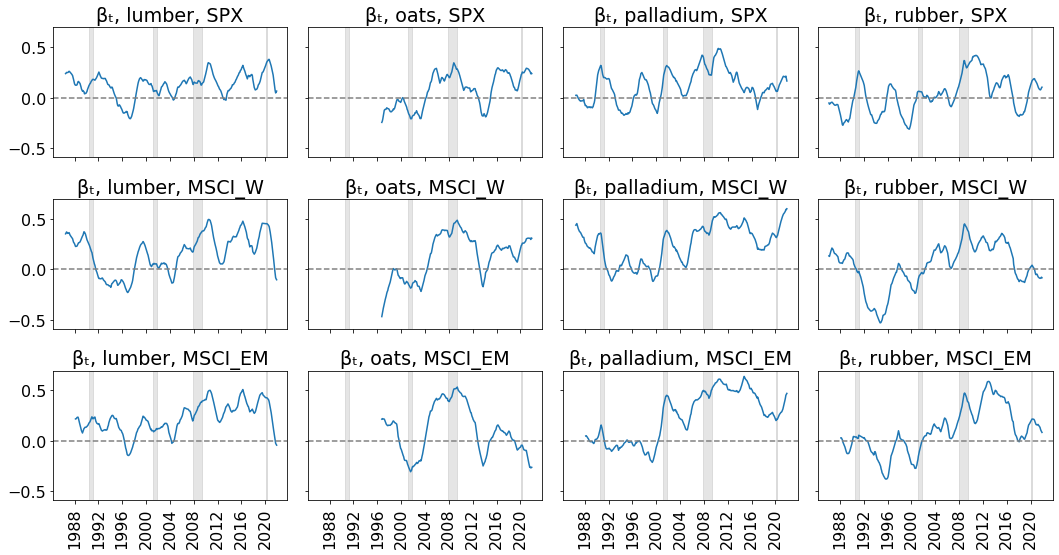 βₜ, lumber, SPX
βₜ, oats, SPX
βₜ, palladium, SPX
βₜ, rubber, SPX
0.5
0.0
−0.5
βₜ, lumber, MSCI_W
βₜ, oats, MSCI_W
βₜ, palladium, MSCI_W
βₜ, rubber, MSCI_W
0.5
0.0
−0.5
βₜ, lumber, MSCI_EM
βₜ, oats, MSCI_EM
βₜ, palladium, MSCI_EM
βₜ, rubber, MSCI_EM
0.5
0.0
−0.5
1988 1992 1996 2000 2004 2008 2012 2016 2020
1988 1992 1996 2000 2004 2008 2012 2016 2020
1988 1992 1996 2000 2004 2008 2012 2016 2020
1988 1992 1996 2000 2004 2008 2012 2016 2020